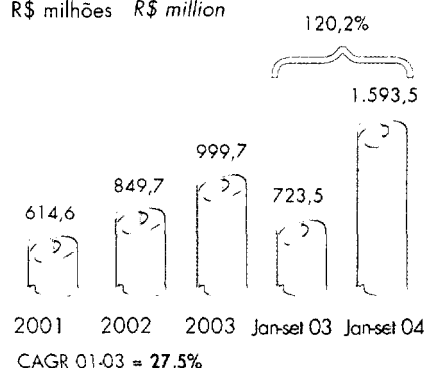 R$ milhões R$ million
120,2%
1.593,5
999,7
849,7
723,5
614,6
2001 2002 2003 Jan-set 03 Jan-set 04
CAGR 01-03 = 27.5%